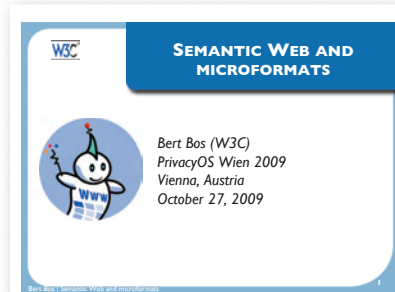 W3C
SEMANTIC WEB AND
MICROFORMATS
Bert Bos (W3C)
PrivacyOS Wien 2009
Vienna, Austria
October 27, 2009
WWW
Bert Bos | Semantic Web and microformats
1